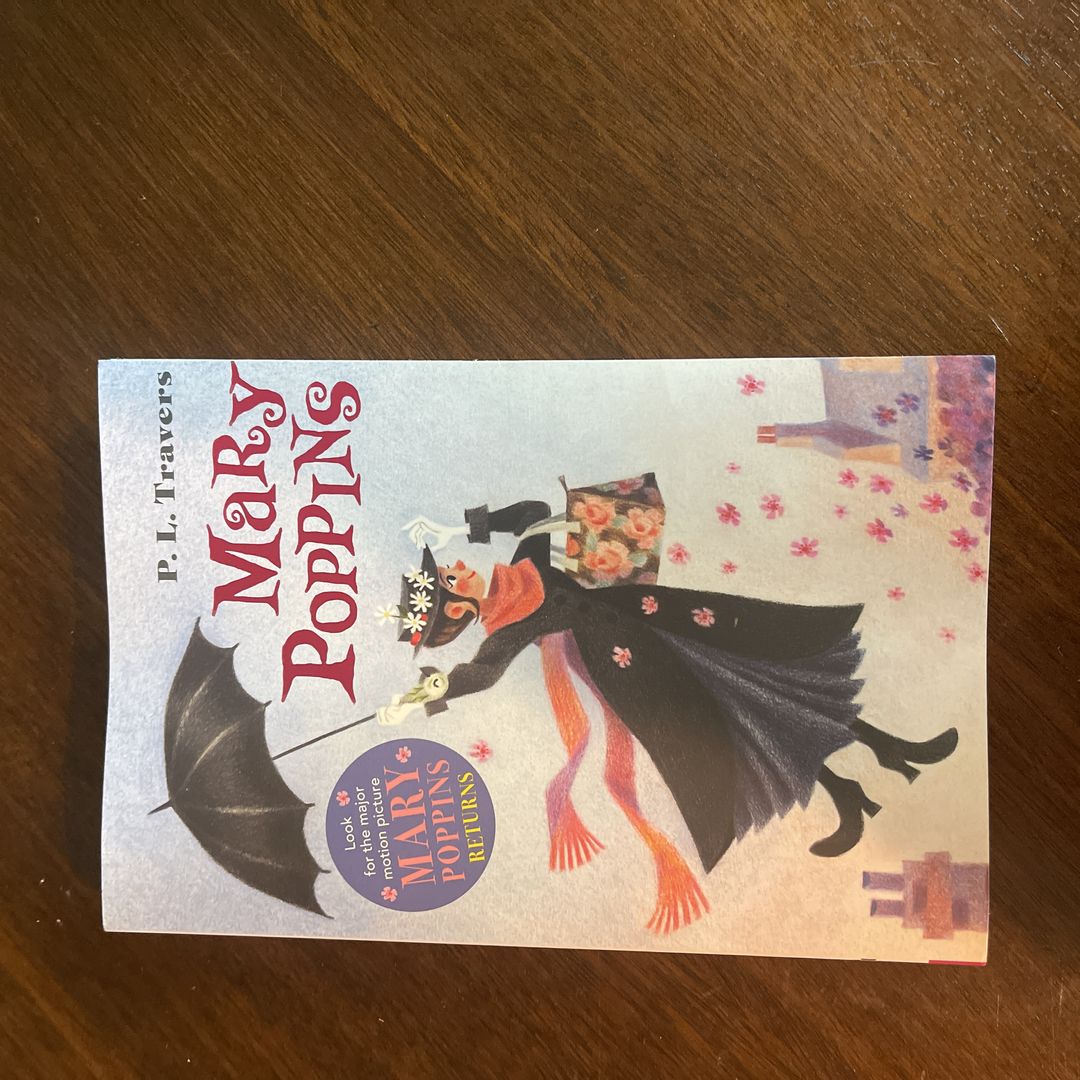 P. L. Travers
MaRY
POPPINS
Look
for the major
motion picture
MARY
POPPINS
RETURNS